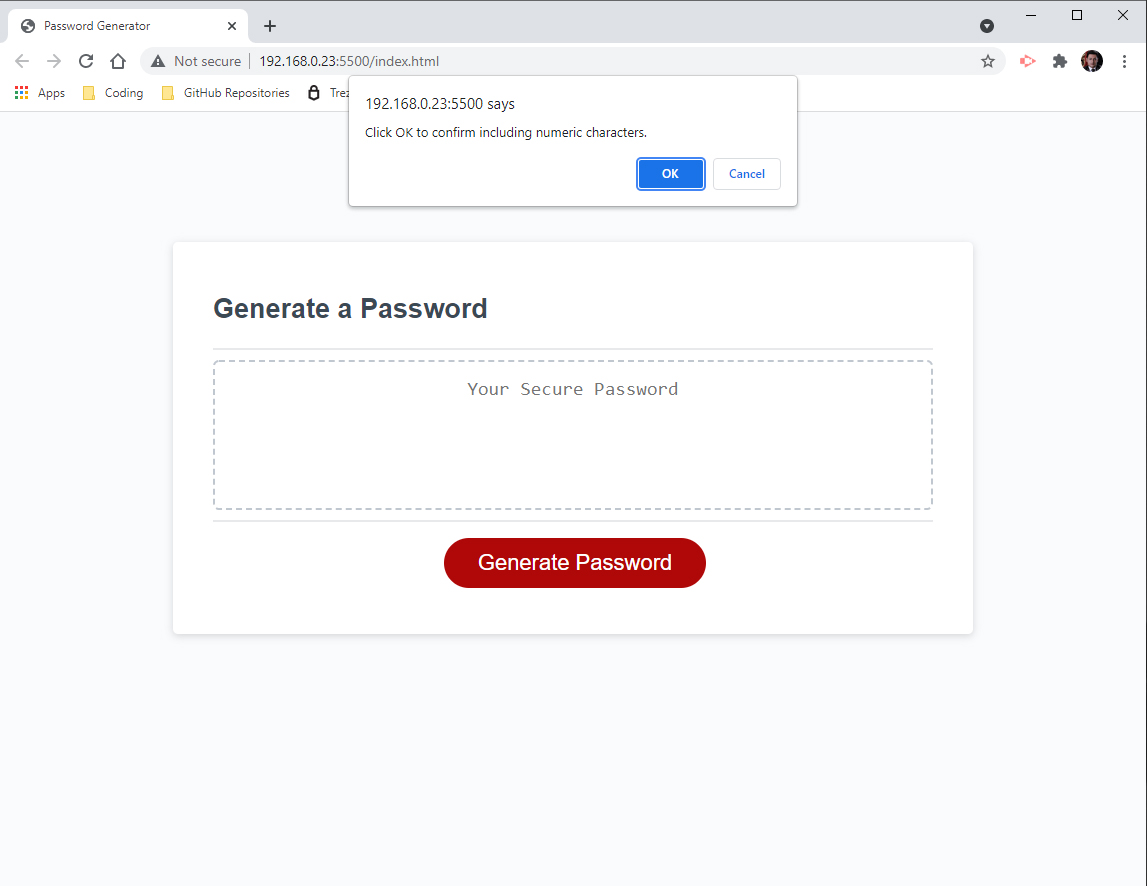 Password Generator
Not secure 192.168.0.23:5500/index.html
Apps Coding GitHub Repositories Trez
192.168.0.23:5500 says
Click OK to confirm including numeric characters.
OK Cancel
Generate a Password
Your Secure Password
Generate Password